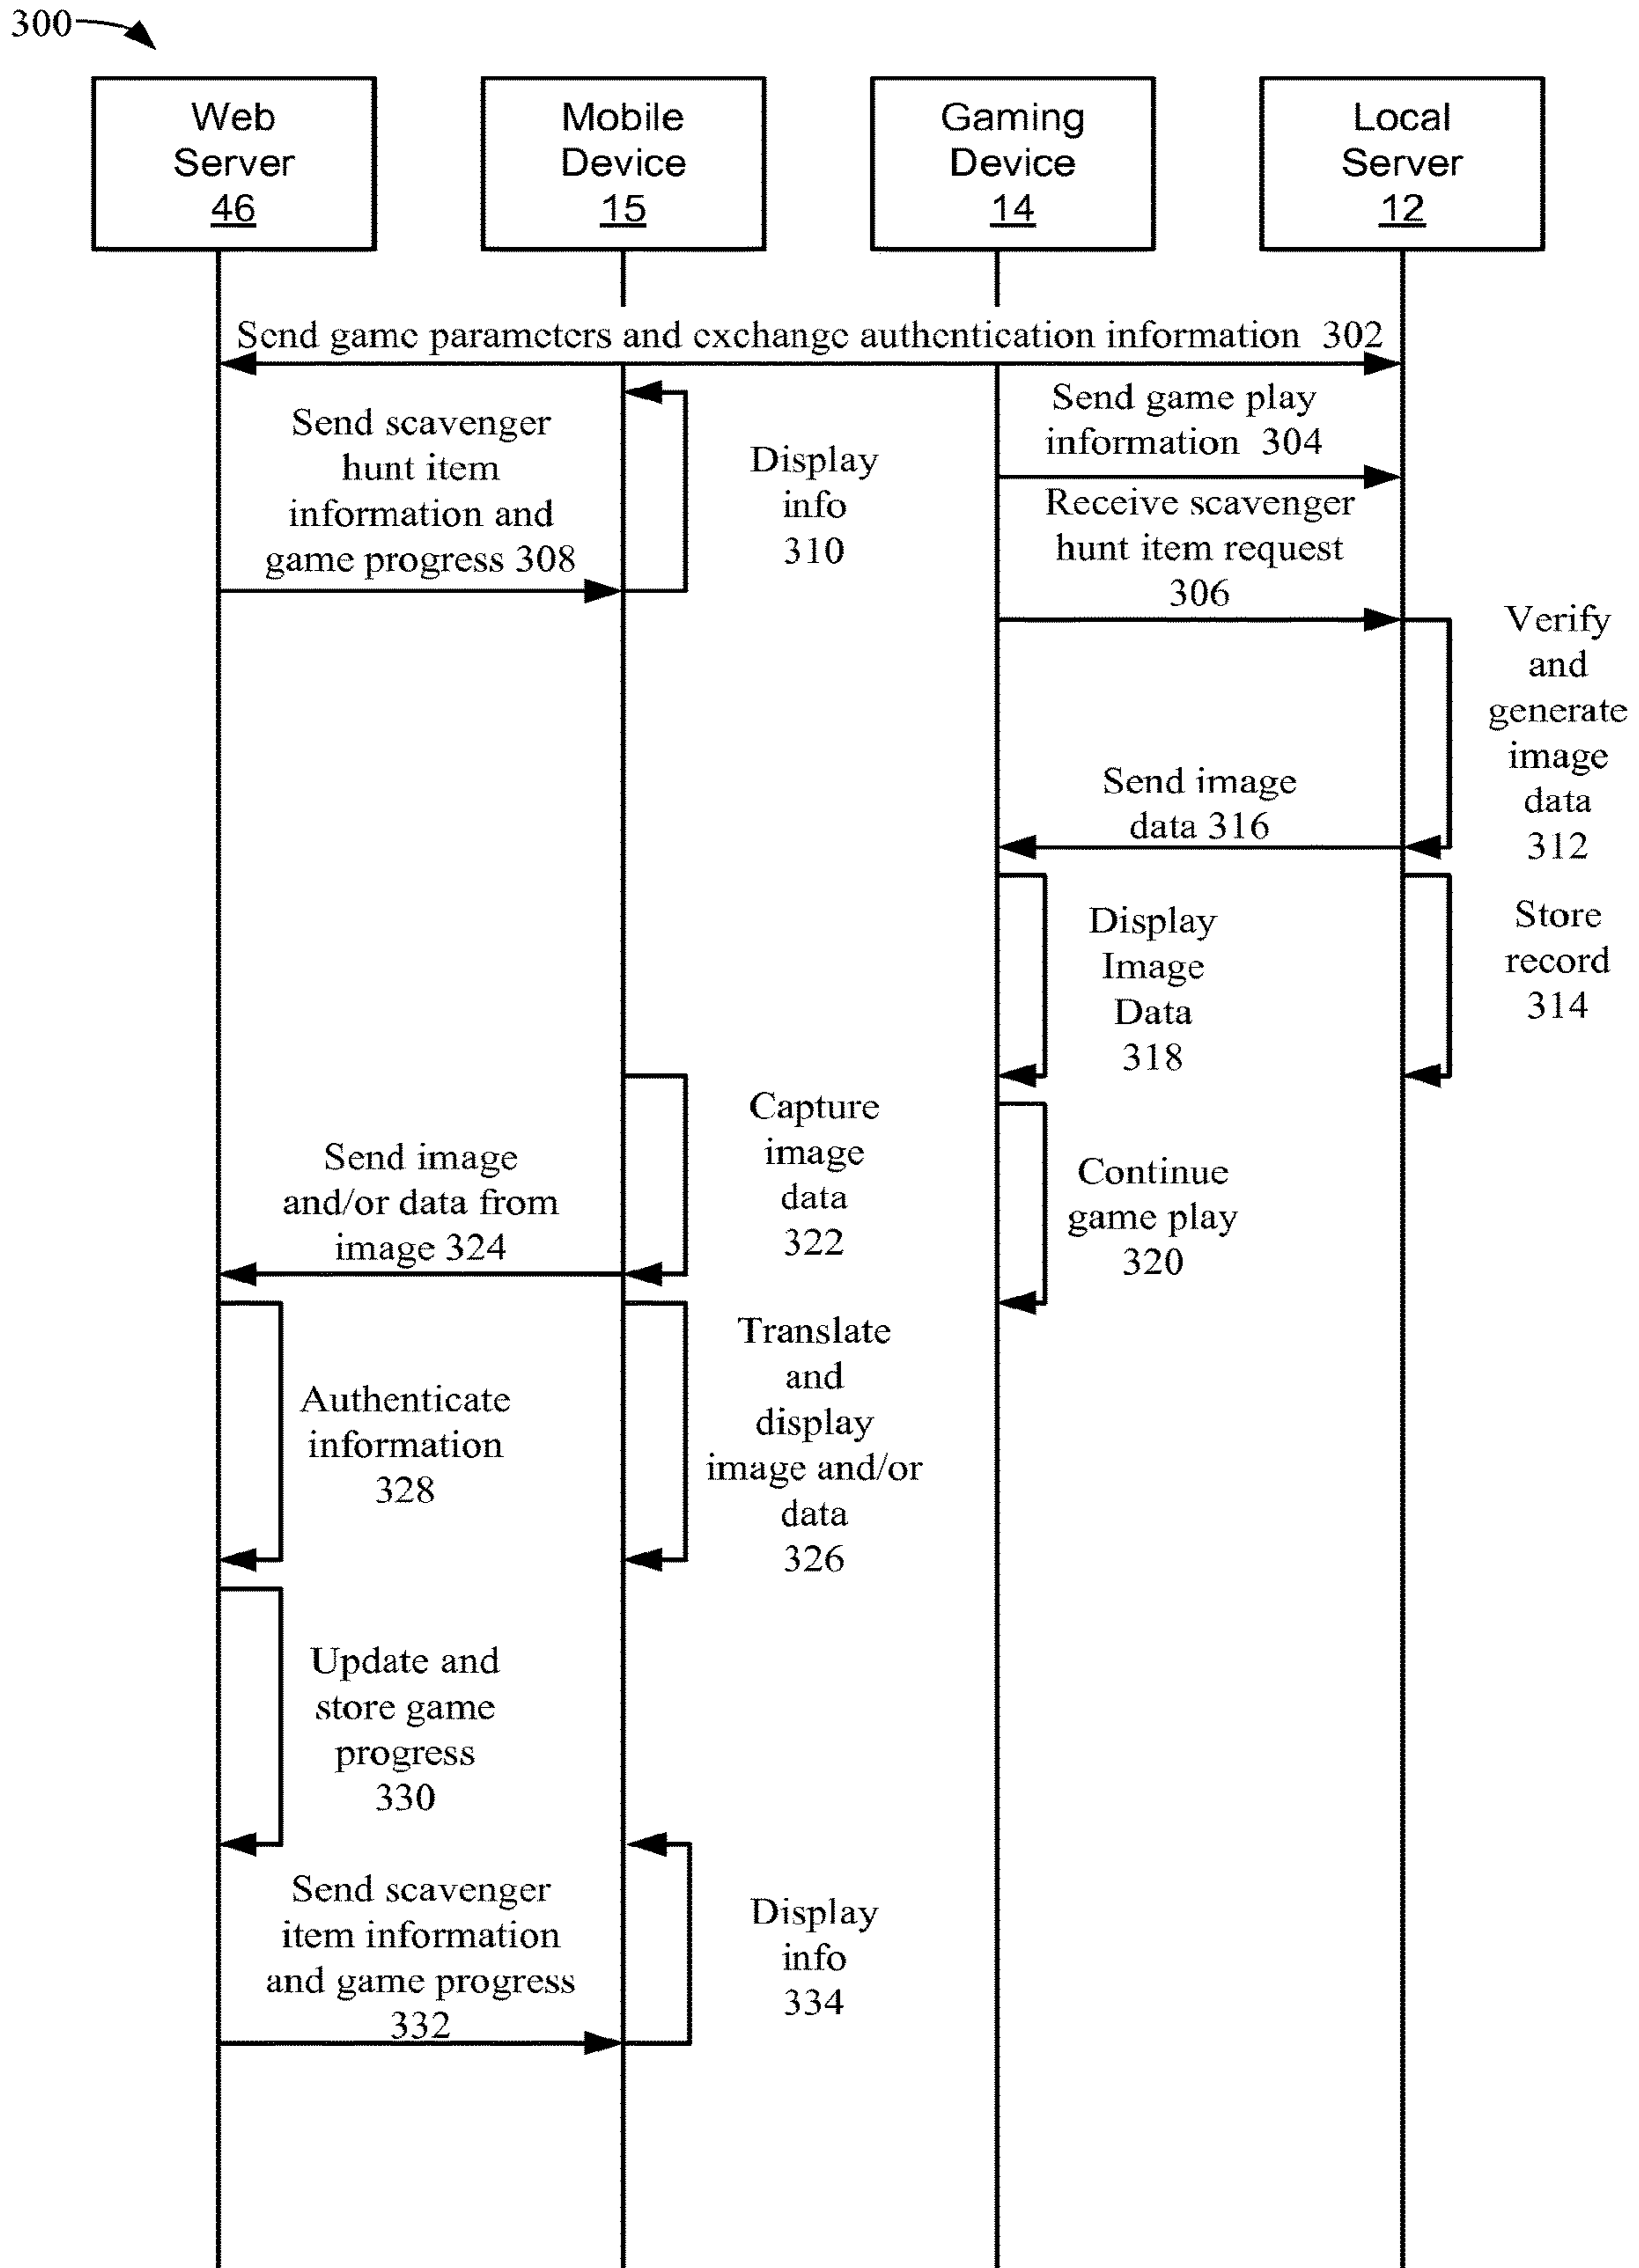 300
Web
Server
46
Mobile
Device
15
Gaming
Device
14
Local
Server
12
Send game parameters and exchange authentication information 302
Send scavenger
hunt item
information and
game progress 308
Display
info
310
Send game play
information 304
Receive scavenger
hunt item request
306
Verify
and
generate
image
data
312
Send image
data 316
Display
Image
Data
318
Store
record
314
Capture
image
data
322
Send image
and/or data from
image 324
Continue
game play
320
Authenticate
information
328
Translate
and
display
image and/or
data
326
Update and
store game
progress
330
Send scavenger
item information
and game progress
332
Display
info
334